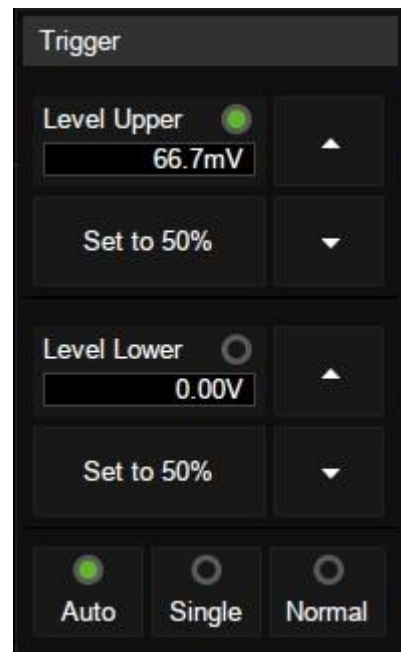 Trigger
Level Upper
66.7mV
Set to 50%
Level Lower
0.00V
Set to 50%
Auto Single Normal